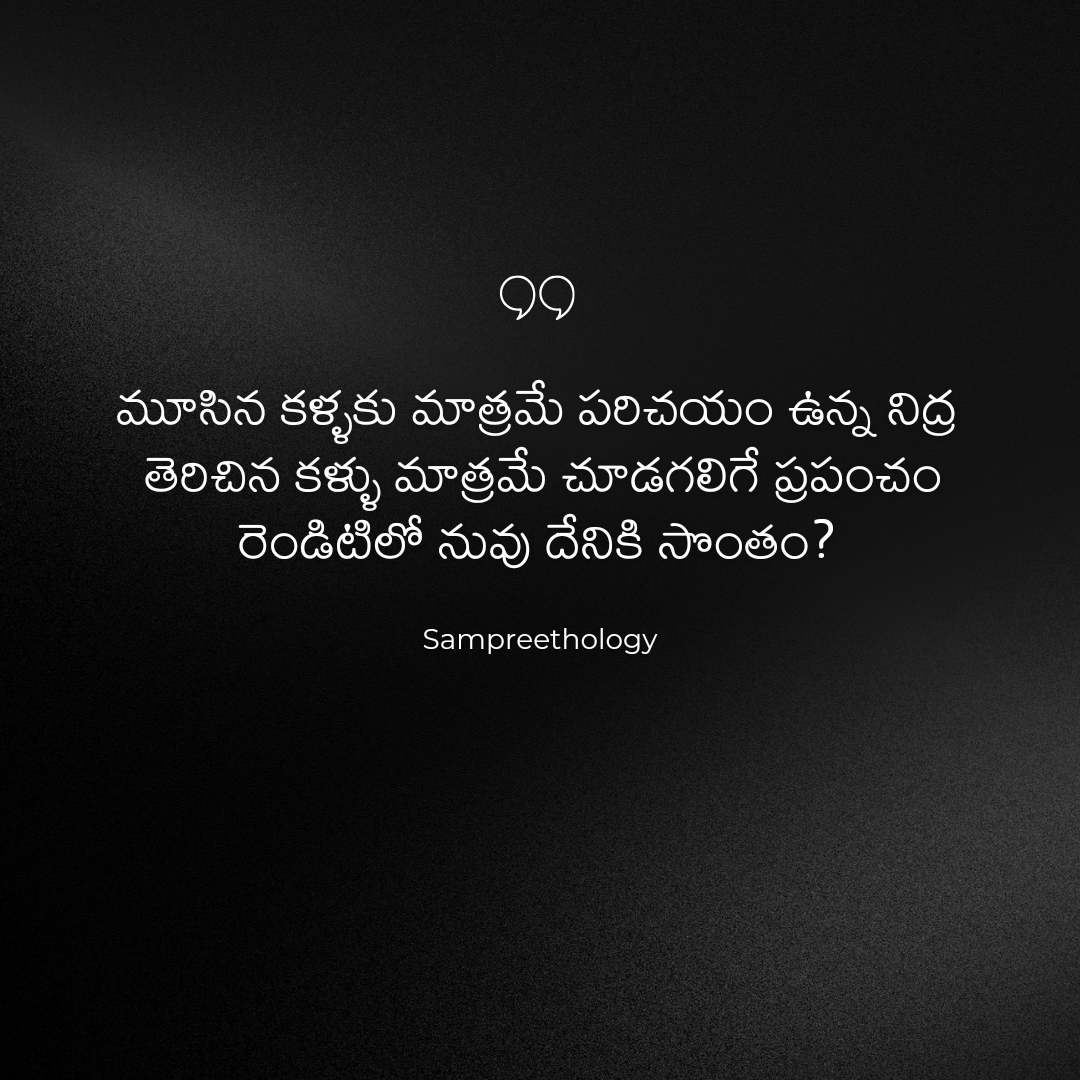 మూసిన కళ్ళకు మాత్రమే పరిచయం ఉన్న నిద్ర
తెరిచిన కళ్ళు మాత్రమే చూడగలిగే ప్రపంచం
రెండిటిలో నువు దేనికి సొంతం?
Sampreethology